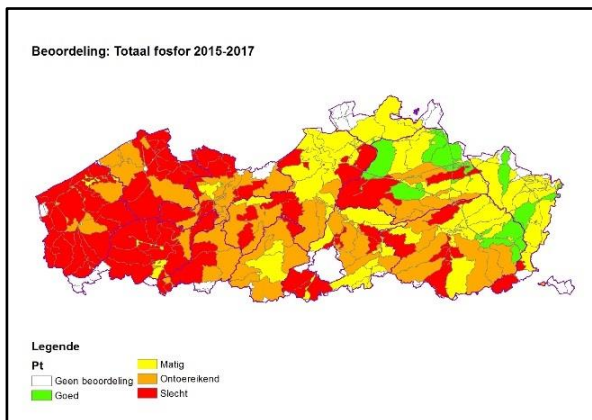 Beoordeling: Totaal fosfor 2015-2017
Legende
Pt
Geen beoordeling
Goed
Matig
Ontoereikend
Slecht